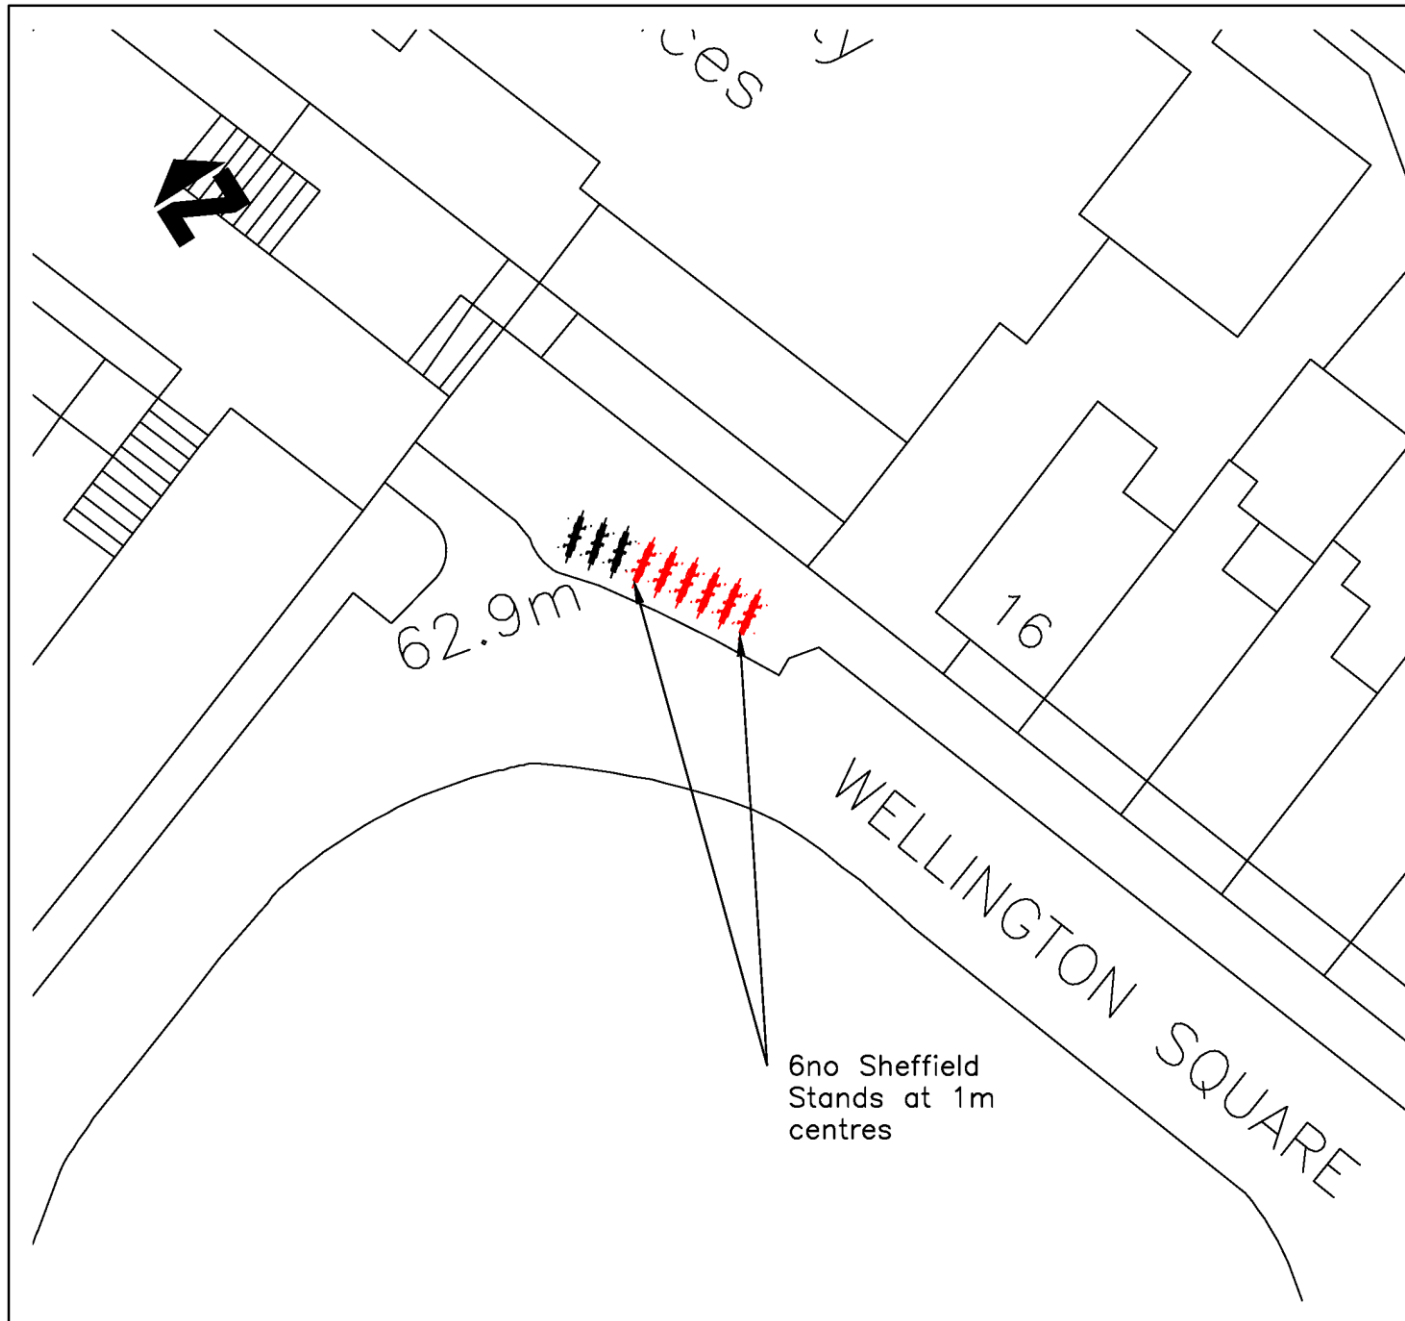 62.9m
16
WELLINGTON SQUARE
6no Sheffield
Stands at 1m
centres